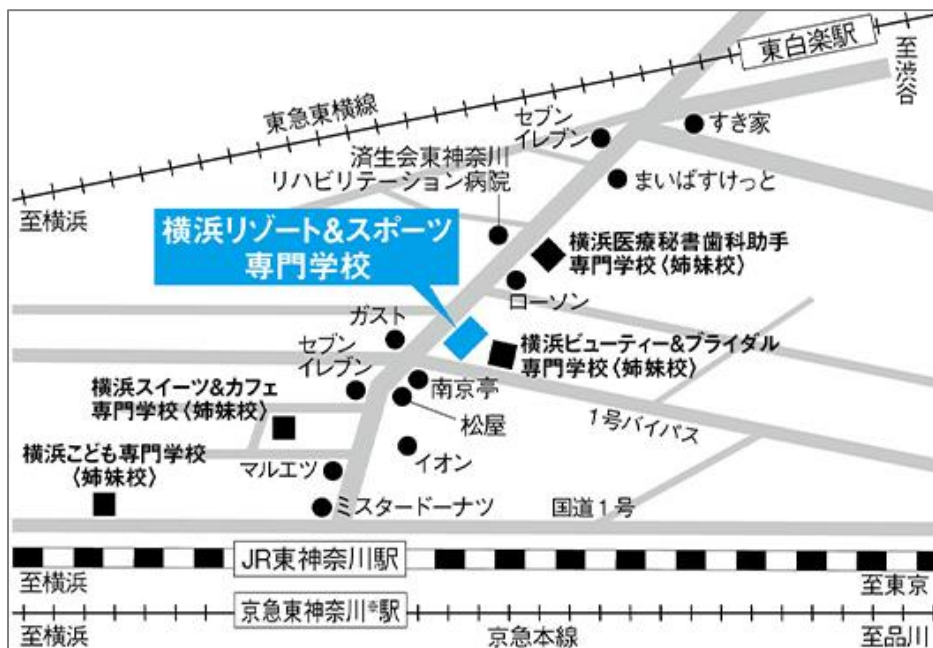 東白楽駅
至渋谷
東急東横線
セブン
イレブン
すき家
済生会東神奈川
リハビリテーション病院
まいばすけっと
至横浜
横浜リゾート&スポーツ
専門学校
横浜医療秘書歯科助手
専門学校〈姉妹校〉
ローソン
ガスト
セブン
イレブン
横浜ビューティー&ブライダル
専門学校〈姉妹校〉
横浜スイーツ&カフェ
専門学校〈姉妹校〉
南京亭
松屋
1号バイパス
横浜こども専門学校
〈姉妹校〉
マルエツ
イオン
ミスタードーナツ
国道1号
JR東神奈川駅
至横浜
至東京
京急東神奈川※駅
至横浜
京急本線
至品川